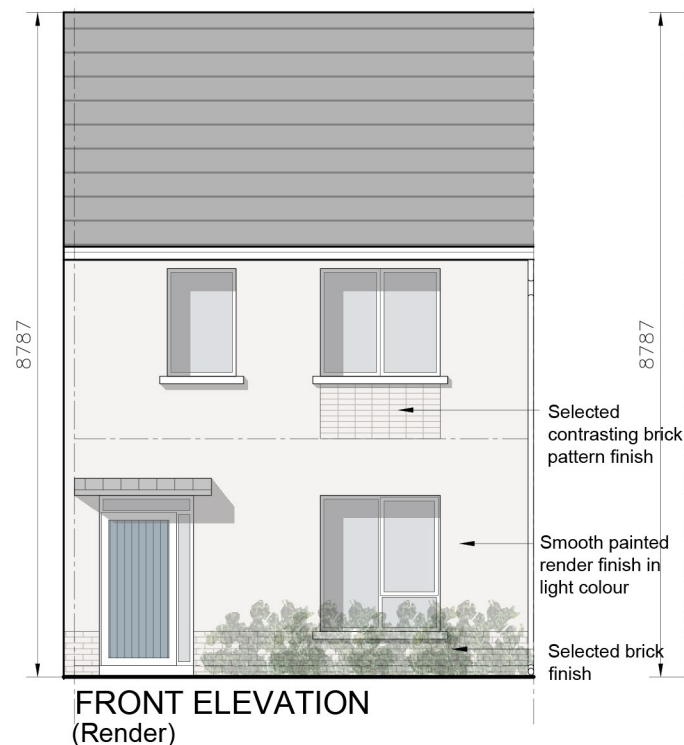 8787
8787
Selected
contrasting brick
pattern finish
Smooth painted
render finish in
light colour
Selected brick
finish
FRONT ELEVATION
(Render)